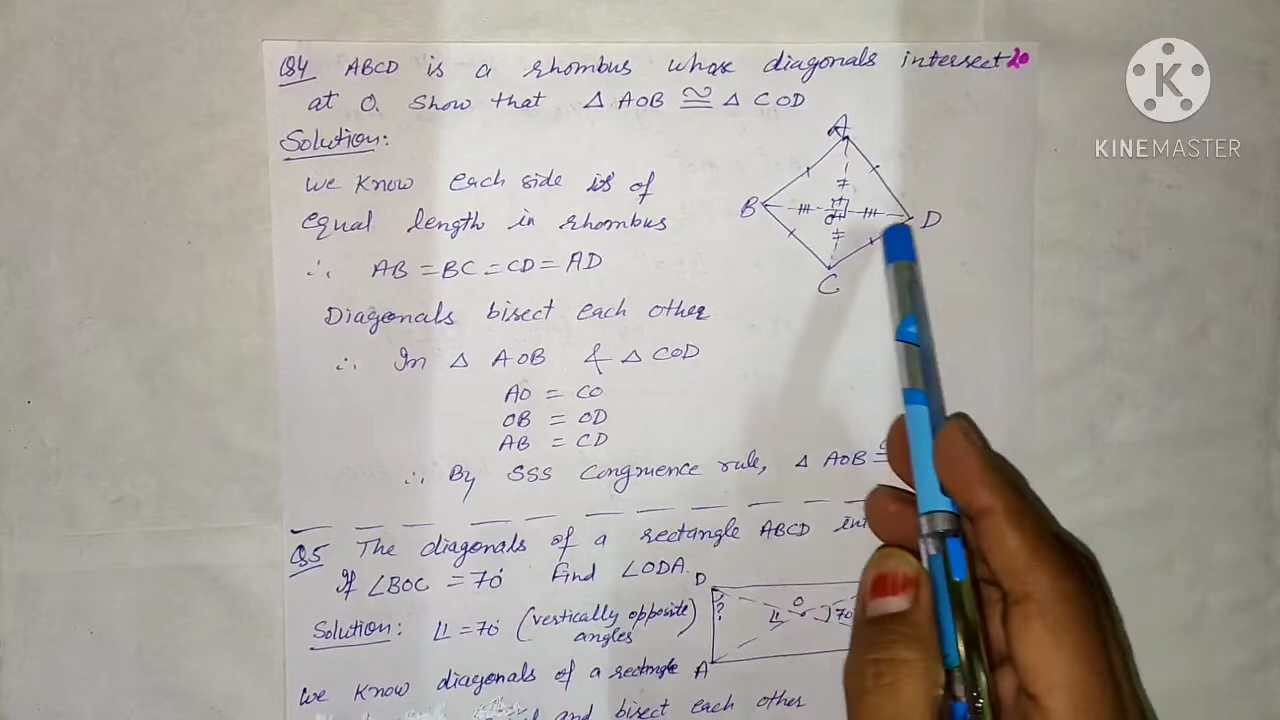 Q4 ABCD is a rhombus whose diagonals intersect
at O. Show that △ AOB ≅ △ COD
Solution:
We know each side is of
equal length in rhombus
∴ AB = BC = CD = AD
Diagonals bisect each other
∴ In △ AOB & △ COD
AO = CO
OB = OD
AB = CD
∴ By SSS Congruence rule, △ AOB ≅
A
B
O
D
C
Q5 The diagonals of a rectangle ABCD
If ∠BOC = 70° Find ∠ODA.
Solution: ∠1 = 70° (vertically opposite angles)
We know diagonals of a rectangle
and bisect each other
D
?
O
∠1
70
A
K
KINEMASTER